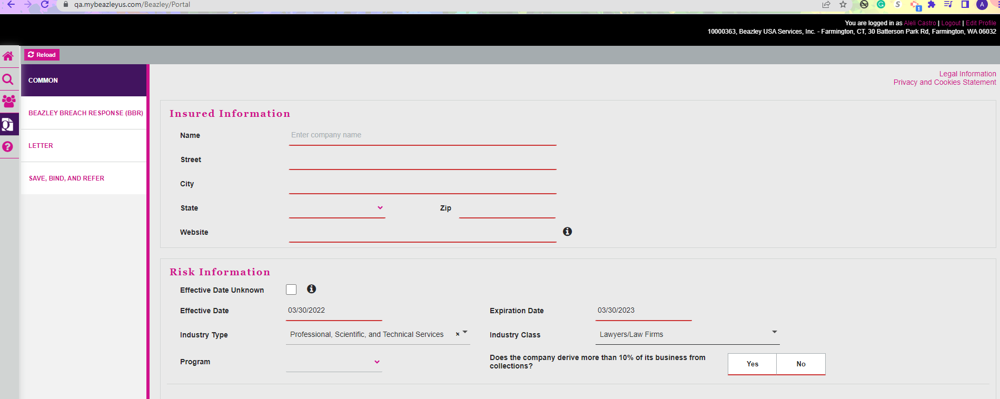 qa.mybeazleyus.com/Beazley/Portal
1
A
You are logged in as Aleli Castro | Logout | Edit Profile
10000363, Beazley USA Services, Inc. - Farmington, CT, 30 Batterson Park Rd, Farmington, WA 06032
Reload
COMMON
BEAZLEY BREACH RESPONSE (BBR)
LETTER
SAVE, BIND, AND REFER
Legal Information
Privacy and Cookies Statement
Insured Information
Name Enter company name
Street
City
State Zip
Website
Risk Information
Effective Date Unknown
Effective Date 03/30/2022 Expiration Date 03/30/2023
Industry Type Professional, Scientific, and Technical Services × Industry Class Lawyers/Law Firms
Program Does the company derive more than 10% of its business from
collections? Yes No